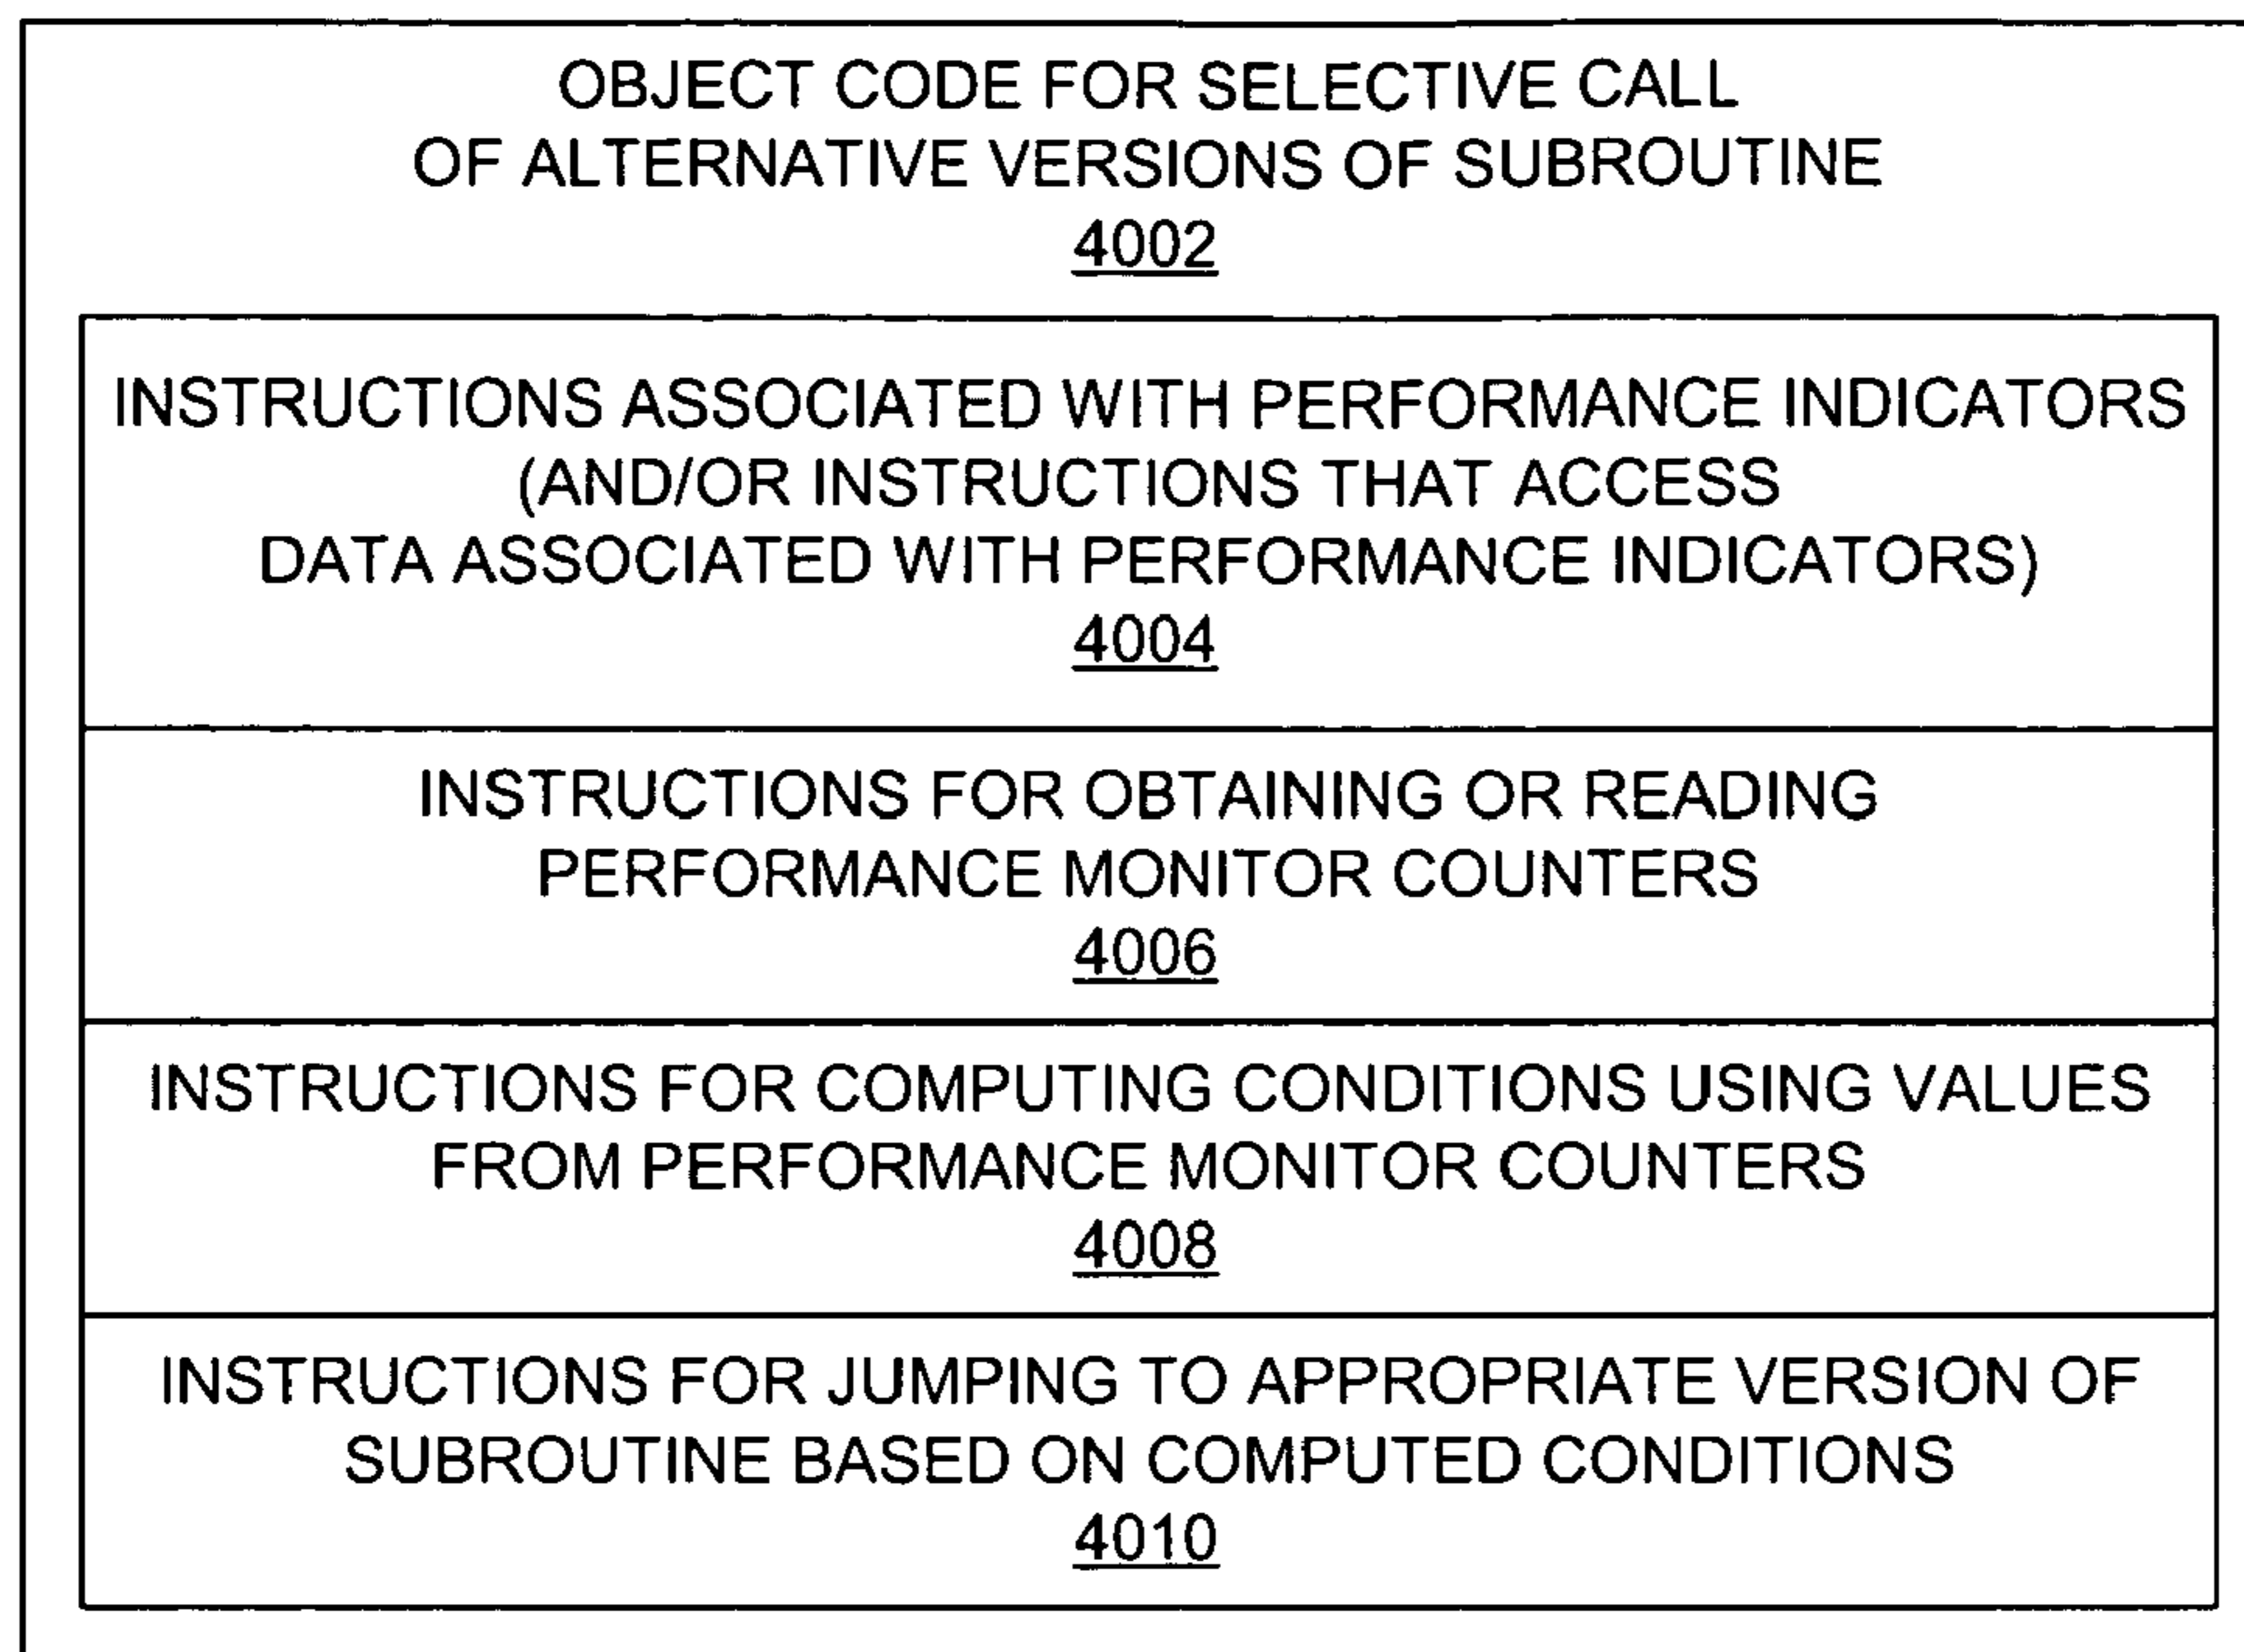 OBJECT CODE FOR SELECTIVE CALL
OF ALTERNATIVE VERSIONS OF SUBROUTINE
4002
INSTRUCTIONS ASSOCIATED WITH PERFORMANCE INDICATORS
(AND/OR INSTRUCTIONS THAT ACCESS
DATA ASSOCIATED WITH PERFORMANCE INDICATORS)
4004
INSTRUCTIONS FOR OBTAINING OR READING
PERFORMANCE MONITOR COUNTERS
4006
INSTRUCTIONS FOR COMPUTING CONDITIONS USING VALUES
FROM PERFORMANCE MONITOR COUNTERS
4008
INSTRUCTIONS FOR JUMPING TO APPROPRIATE VERSION OF
SUBROUTINE BASED ON COMPUTED CONDITIONS
4010